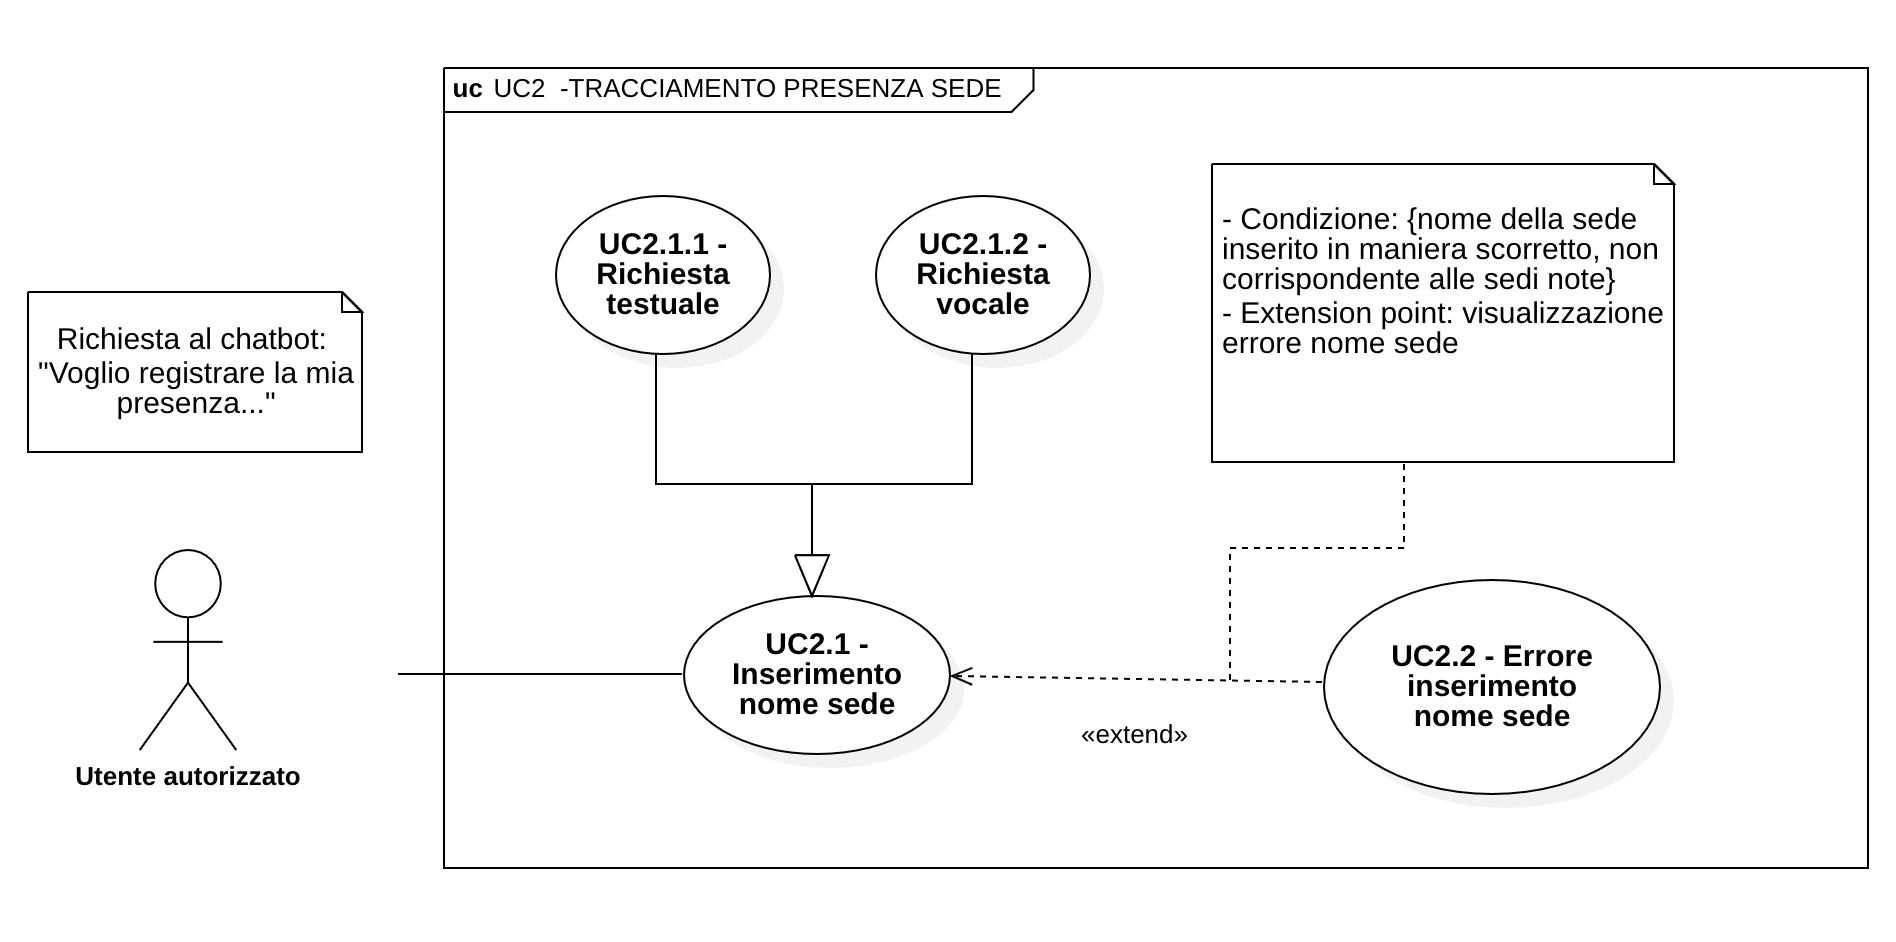 uc UC2 -TRACCIAMENTO PRESENZA SEDE
UC2.1.1 -
Richiesta
testuale
UC2.1.2 -
Richiesta
vocale
- Condizione: {nome della sede
inserito in maniera scorretto, non
corrispondente alle sedi note}
- Extension point: visualizzazione
errore nome sede
Richiesta al chatbot:
"Voglio registrare la mia
presenza..."
Utente autorizzato
UC2.1 -
Inserimento
nome sede
«extend»
UC2.2 - Errore
inserimento
nome sede